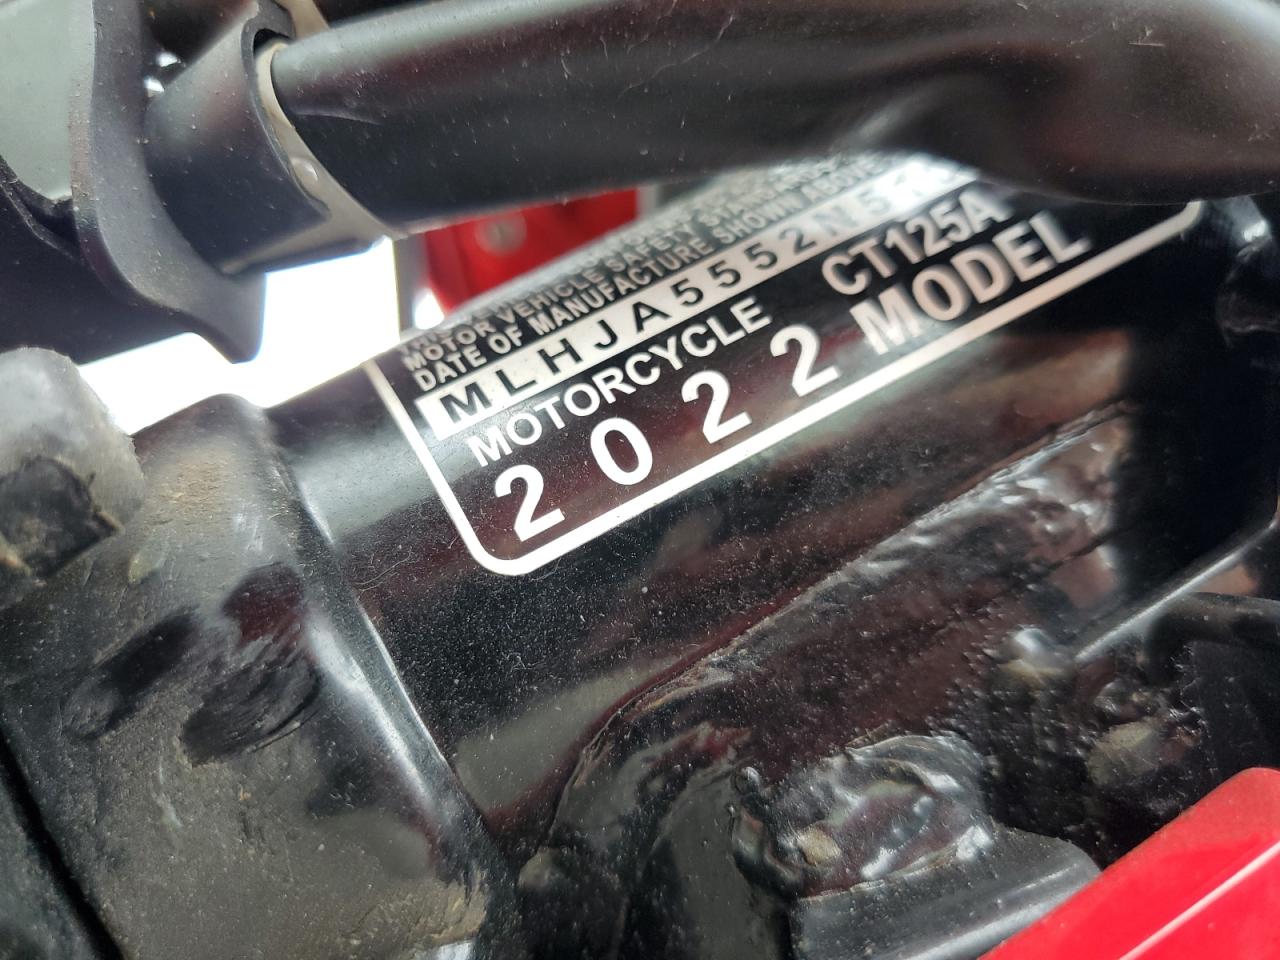 MOTOR VEHICLE SAFETY STANDARDS
DATE OF MANUFACTURE SHOWN ABOVE
MLHJA5552N5
MOTORCYCLE CT125A
2022 MODEL